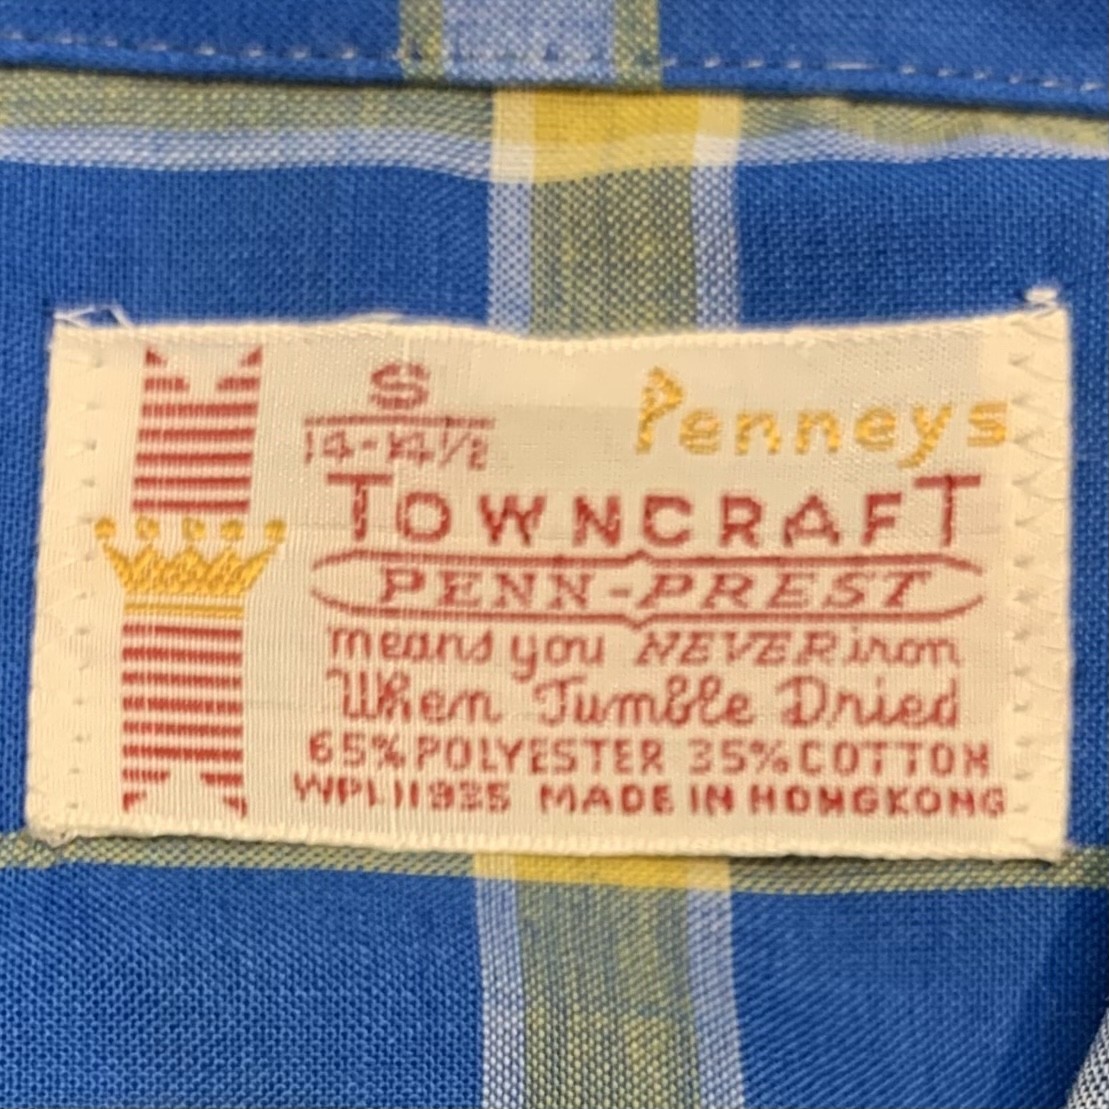 S
14-14½
Penneys
TOWNCRAFT
PENN-PREST
means you NEVER iron
When Tumble Dried
65% POLYESTER 35% COTTON
WPL 11935 MADE IN HONGKONG